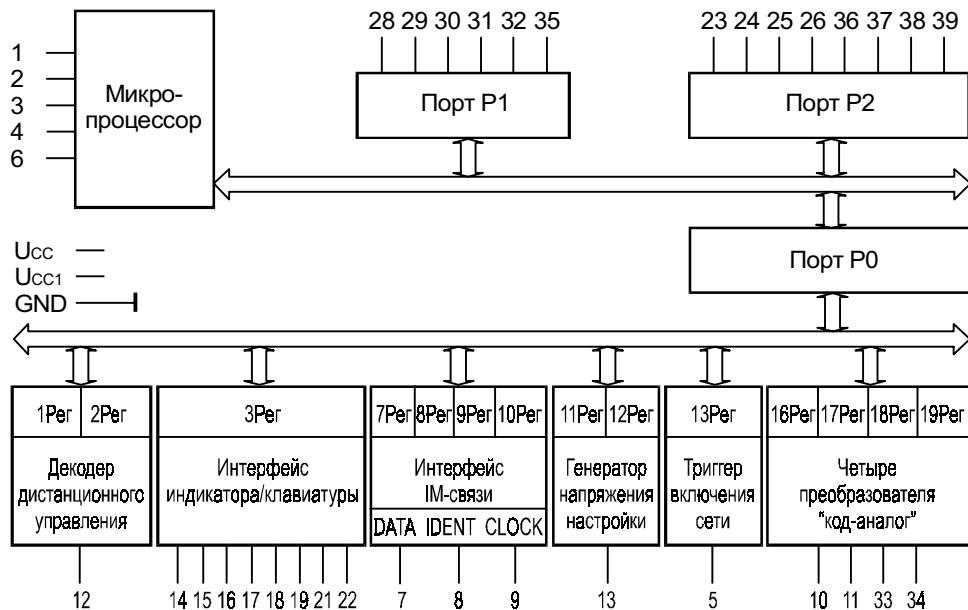 28 29 30 31 32 35
23 24 25 26 36 37 38 39
1
2
3
4
6
Микро-
процессор
Порт P1
Порт P2
Ucc
Ucc1
GND
Порт P0
1Рег 2Рег
3Рег
7Рег 8Рег 9Рег 10Рег
11Рег 12Рег
13Рег
16Рег 17Рег 18Рег 19Рег
Декодер
дистанционного
управления
Интерфейс
индикатора/клавиатуры
Интерфейс
IM-связи
DATA IDENT CLOCK
Генератор
напряжения
настройки
Триггер
включения
сети
Четыре
преобразователя
"код-аналог"
12
14 15 16 17 18 19 21 22
7 8 9
13
5
10 11 33 34